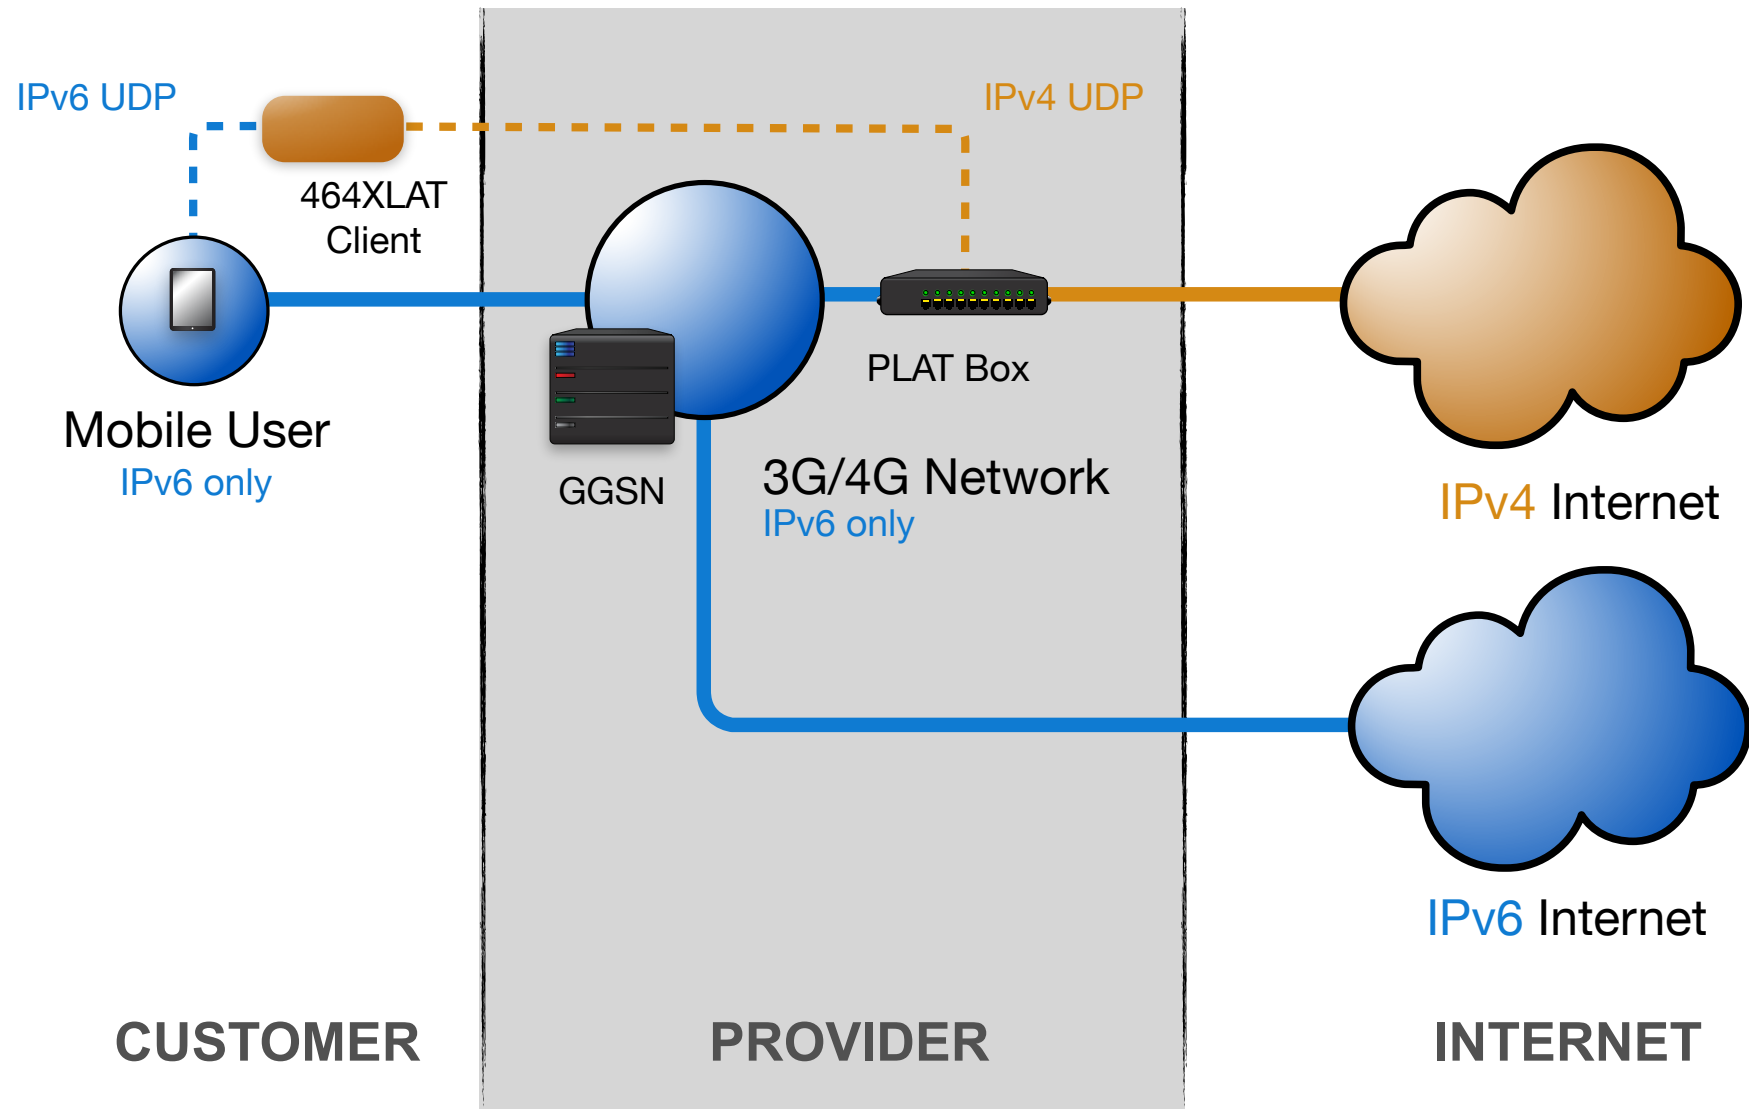 IPv6 UDP
464XLAT
Client
IPv4 UDP
Mobile User
IPv6 only
GGSN
PLAT Box
3G/4G Network
IPv6 only
IPv4 Internet
IPv6 Internet
CUSTOMER
PROVIDER
INTERNET